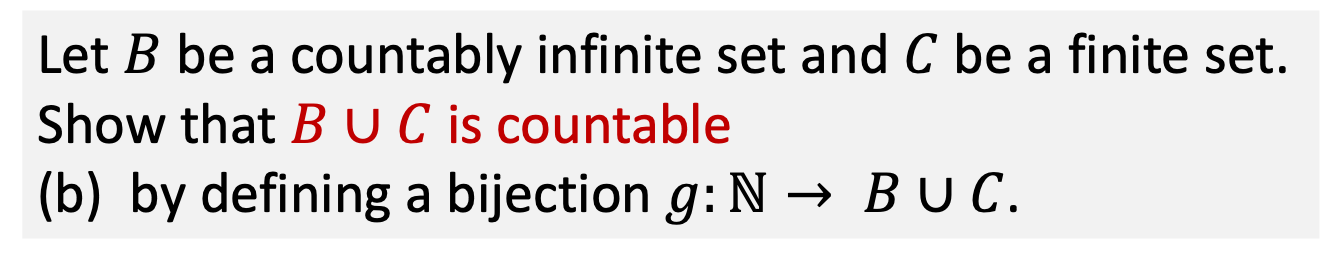 Let B be a countably infinite set and C be a finite set.
Show that B ∪ C is countable
(b) by defining a bijection g: ℕ → B ∪ C.